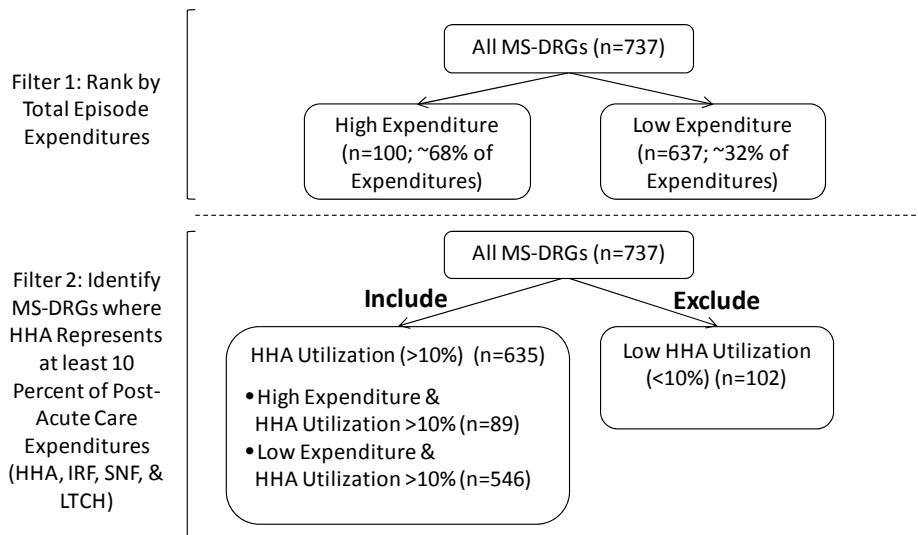 Filter 1: Rank by
Total Episode
Expenditures
All MS-DRGs (n=737)
High Expenditure
(n=100; ~68% of
Expenditures)
Low Expenditure
(n=637; ~32% of
Expenditures)
Filter 2: Identify
MS-DRGs where
HHA Represents
at least 10
Percent of Post-
Acute Care
Expenditures
(HHA, IRF, SNF, &
LTCH)
All MS-DRGs (n=737)
Include
Exclude
HHA Utilization (>10%) (n=635)
•High Expenditure &
HHA Utilization >10% (n=89)
•Low Expenditure &
HHA Utilization >10% (n=546)
Low HHA Utilization
(<10%) (n=102)